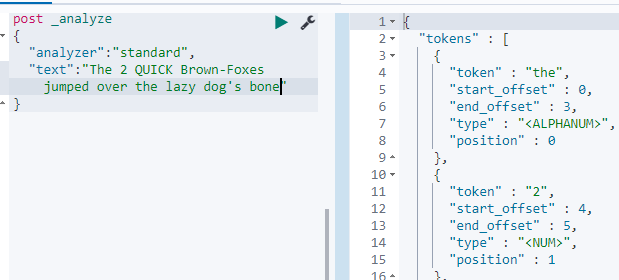 post _analyze
{
"analyzer":"standard",
"text":"The 2 QUICK Brown-Foxes
jumped over the lazy dog's bone"
}
1 {
2 "tokens" : [
3 {
4 "token" : "the",
5 "start_offset" : 0,
6 "end_offset" : 3,
7 "type" : "<ALPHANUM>",
8 "position" : 0
9 },
10 {
11 "token" : "2",
12 "start_offset" : 4,
13 "end_offset" : 5,
14 "type" : "<NUM>",
15 "position" : 1
16 },